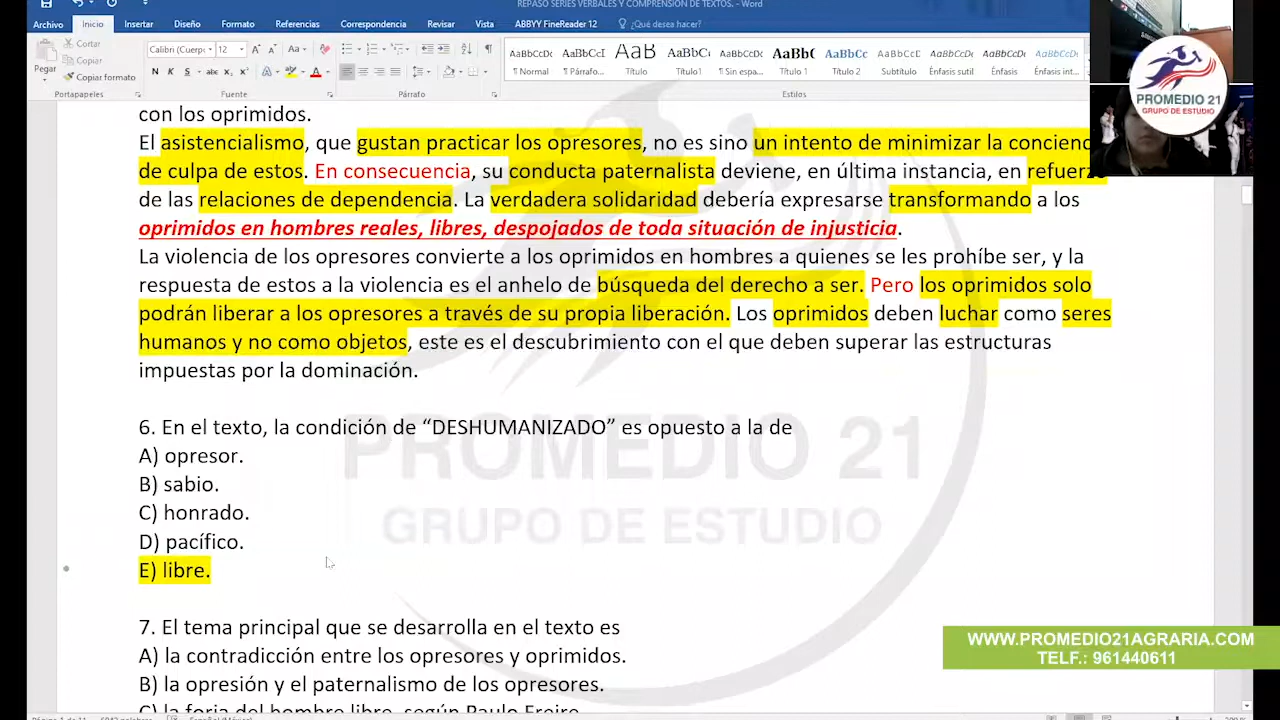 REPASO SERIES VERBALES Y COMPRENSIÓN DE TEXTOS. - Word
Archivo Inicio Insertar Diseño Formato Referencias Correspondencia Revisar Vista ABBYY FineReader 12 ¿Qué desea hacer?
Cortar
Copiar
Copiar formato
Pegar
Portapapeles
Calibri (Cuerpo 12
Fuente
Párrafo
AaBbCcDc AaBbCcI AaB AaBbC AaBbCcDc AaBbC AaBbCc AaBbCcD AaBbCcDc AaBbCcDc AaBbCcDc
¶ Normal ¶ Párrafo... Título Título1 ¶ Sin espa... Título 1 Título 2 Subtítulo Énfasis sutil Énfasis Énfasis int...
Estilos
PROMEDIO 21
GRUPO DE ESTUDIO
con los oprimidos.
El asistencialismo, que gustan practicar los opresores, no es sino un intento de minimizar la concienc
de culpa de estos. En consecuencia, su conducta paternalista deviene, en última instancia, en refuerzo
de las relaciones de dependencia. La verdadera solidaridad debería expresarse transformando a los
oprimidos en hombres reales, libres, despojados de toda situación de injusticia.
La violencia de los opresores convierte a los oprimidos en hombres a quienes se les prohíbe ser, y la
respuesta de estos a la violencia es el anhelo de búsqueda del derecho a ser. Pero los oprimidos solo
podrán liberar a los opresores a través de su propia liberación. Los oprimidos deben luchar como seres
humanos y no como objetos, este es el descubrimiento con el que deben superar las estructuras
impuestas por la dominación.
6. En el texto, la condición de “DESHUMANIZADO” es opuesto a la de
A) opresor.
B) sabio.
C) honrado.
D) pacífico.
E) libre.
PROMEDIO 21
GRUPO DE ESTUDIO
7. El tema principal que se desarrolla en el texto es
A) la contradicción entre los opresores y oprimidos.
B) la opresión y el paternalismo de los opresores.
C) la forja del hombre libre, según Paulo Freire.
WWW.PROMEDIO21AGRARIA.COM
TELF.: 961440611